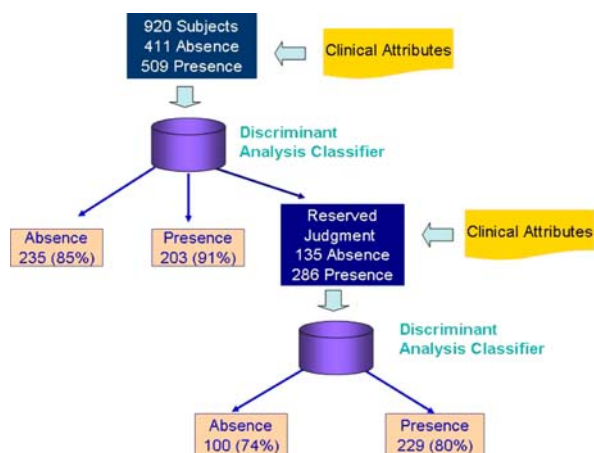 920 Subjects
411 Absence
509 Presence
Clinical Attributes
Discriminant
Analysis Classifier
Absence
235 (85%)
Presence
203 (91%)
Reserved
Judgment
135 Absence
286 Presence
Clinical Attributes
Discriminant
Analysis Classifier
Absence
100 (74%)
Presence
229 (80%)